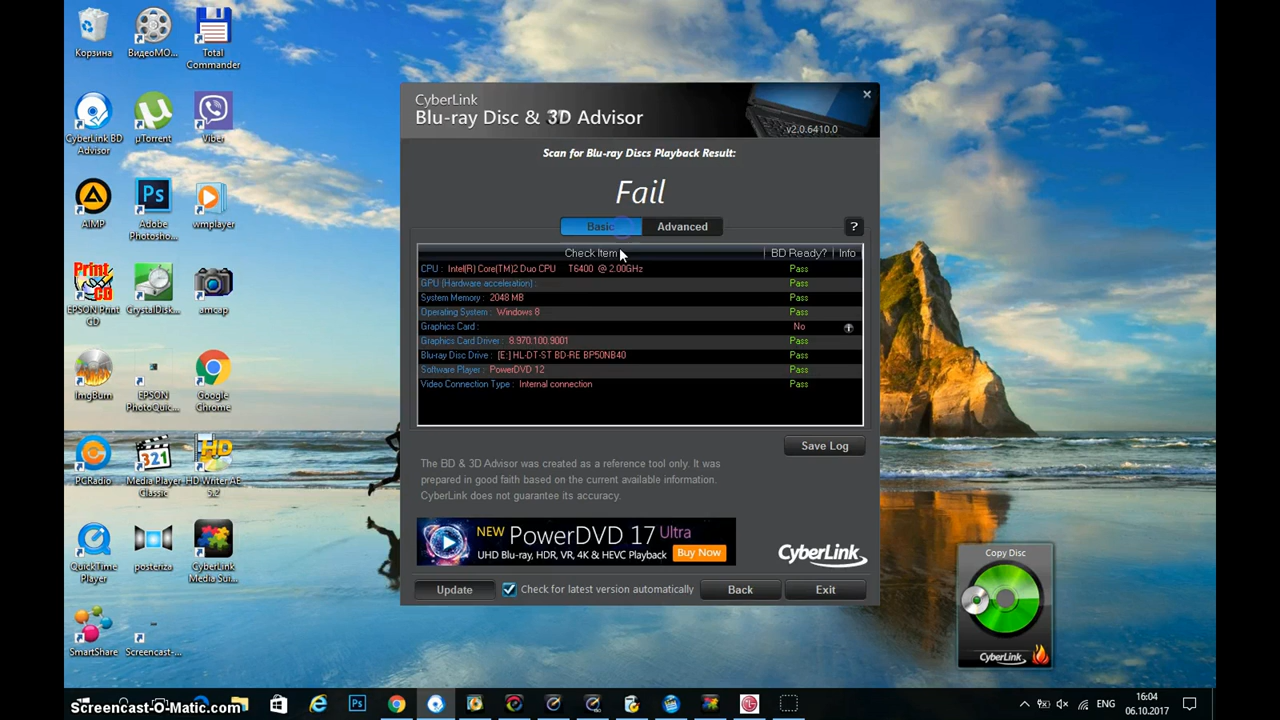 Корзина
ВидеоМО...
Total Commander
CyberLink BD Advisor
µTorrent
Viber
AIMP
Ps
Adobe Photosho...
wmplayer
Print CD
EPSON Print CD
CrystalDisk...
amcap
ImgBurn
EPSON PhotoQuic...
Google Chrome
321
HD
PCRadio
Media Player Classic
HD Writer AE 5.2
QuickTime Player
posteriza
CyberLink Media Sui...
SmartShare
Screencast-...
CyberLink
Blu-ray Disc & 3D Advisor
v2.0.6410.0
Scan for Blu-ray Discs Playback Result:
Fail
Basic
Advanced
?
Check Item BD Ready? Info
CPU : Intel(R) Core(TM)2 Duo CPU T6400 @ 2.00GHz Pass
GPU (Hardware acceleration) : Pass
System Memory : 2048 MB Pass
Operating System : Windows 8 Pass
Graphics Card : No
Graphics Card Driver : 8.970.100.9001 Pass
Blu-ray Disc Drive : [E:] HL-DT-ST BD-RE BP50NB40 Pass
Software Player : PowerDVD 12 Pass
Video Connection Type : Internal connection Pass
Save Log
The BD & 3D Advisor was created as a reference tool only. It was
prepared in good faith based on the current available information.
CyberLink does not guarantee its accuracy.
NEW PowerDVD 17 Ultra
UHD Blu-ray, HDR, VR, 4K & HEVC Playback Buy Now
CyberLink
Update
Check for latest version automatically
Back
Exit
Copy Disc
CyberLink
Screencast-O-Matic.com
Ps
LG
ENG
16:04
06.10.2017